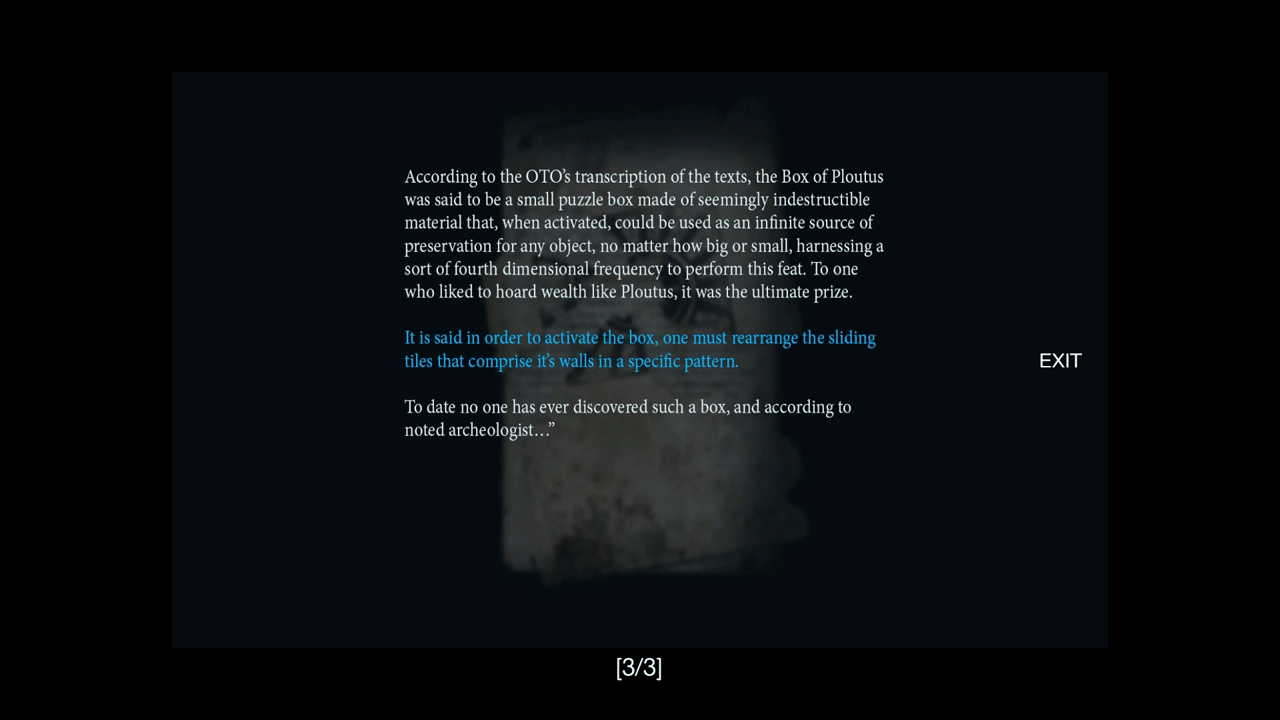 According to the OTO’s transcription of the texts, the Box of Ploutus
was said to be a small puzzle box made of seemingly indestructible
material that, when activated, could be used as an infinite source of
preservation for any object, no matter how big or small, harnessing a
sort of fourth dimensional frequency to perform this feat. To one
who liked to hoard wealth like Ploutus, it was the ultimate prize.
It is said in order to activate the box, one must rearrange the sliding
tiles that comprise it’s walls in a specific pattern.
EXIT
To date no one has ever discovered such a box, and according to
noted archeologist…”
[3/3]